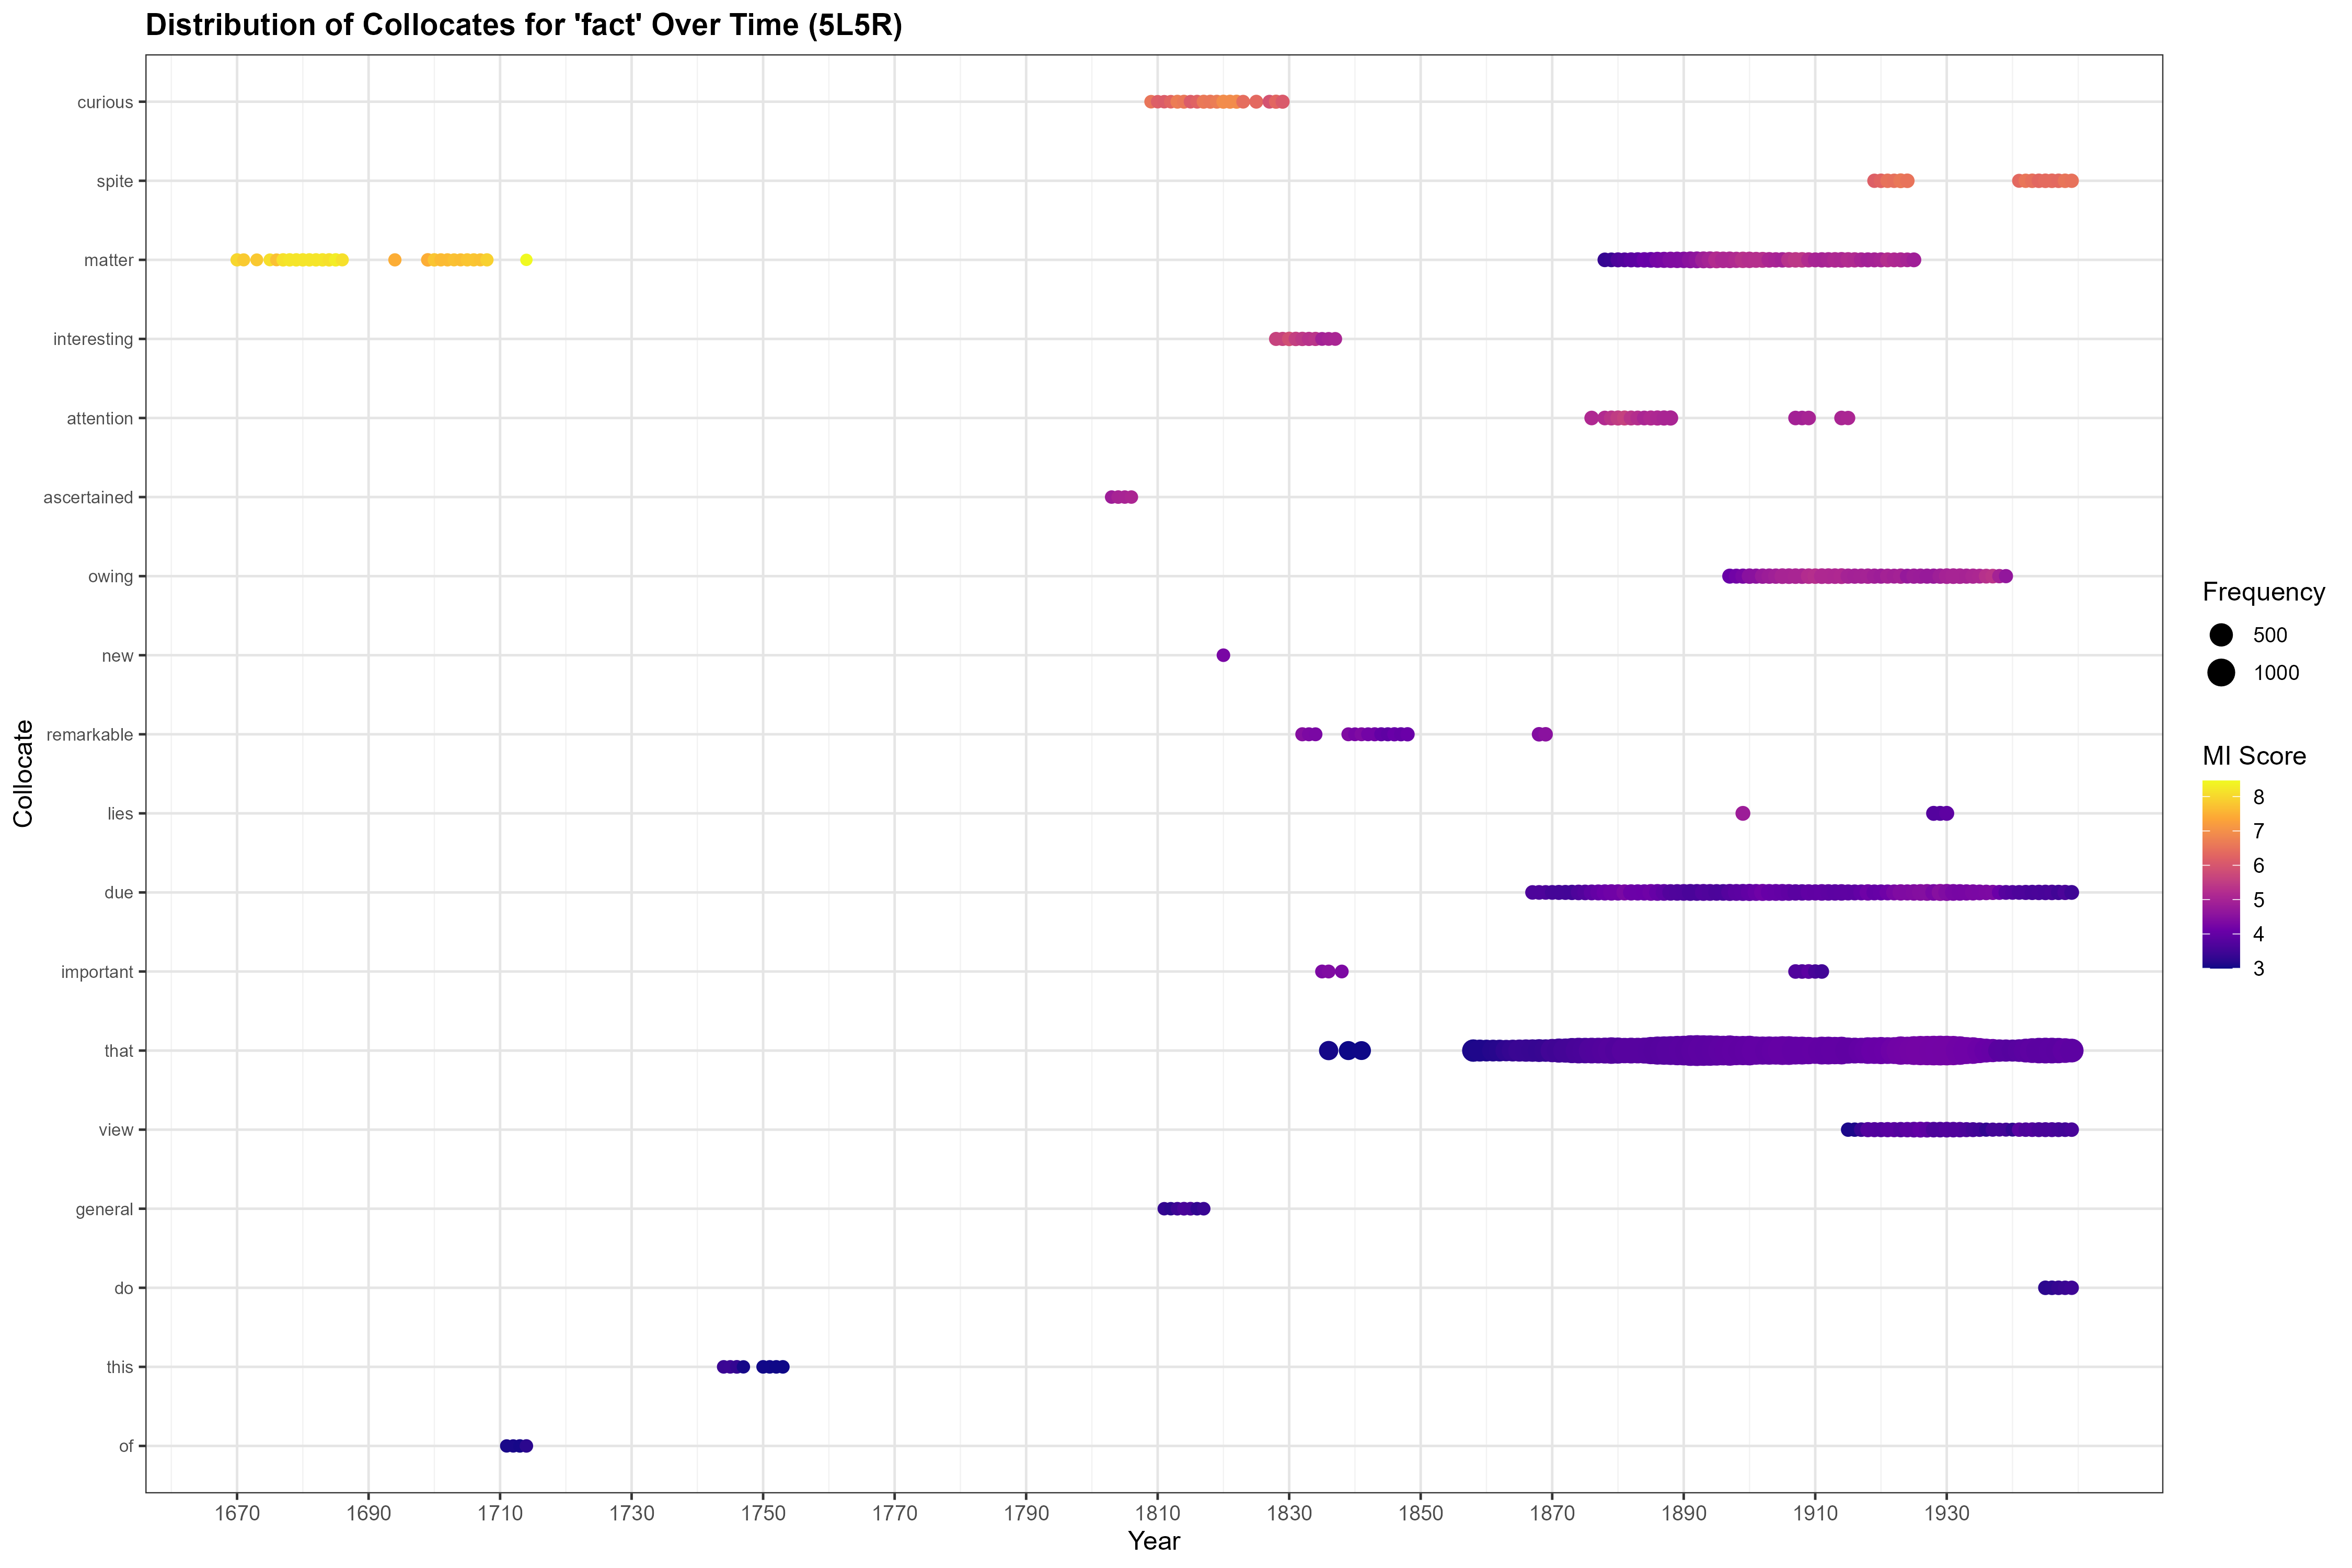 Distribution of Collocates for 'fact' Over Time (5L5R)
Collocate
curious
spite
matter
interesting
attention
ascertained
owing
new
remarkable
lies
due
important
that
view
general
do
this
of
1670 1690 1710 1730 1750 1770 1790 1810 1830 1850 1870 1890 1910 1930
Year
Frequency
500
1000
MI Score
8
7
6
5
4
3